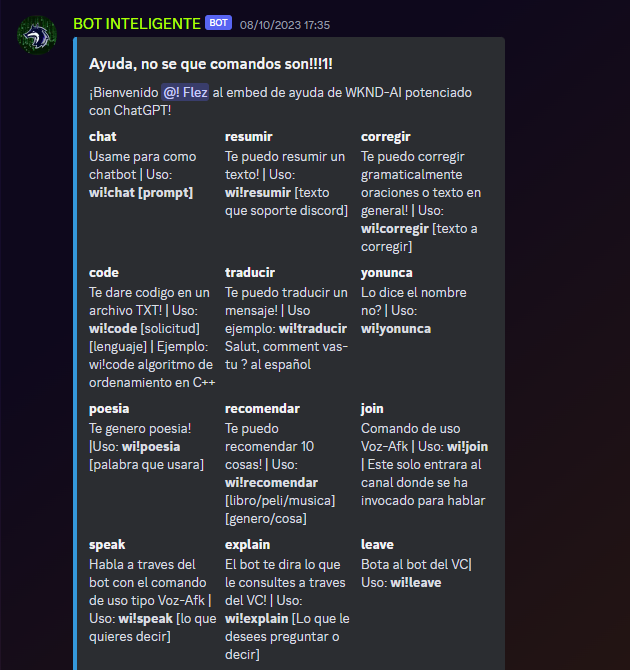 BOT INTELIGENTE BOT 08/10/2023 17:35
Ayuda, no se que comandos son!!!1!
¡Bienvenido @! Flez al embed de ayuda de WKND-AI potenciado
con ChatGPT!
chat
Usame para como
chatbot | Uso:
wi!chat [prompt]
resumir
Te puedo resumir un
texto! | Uso:
wi!resumir [texto
que soporte discord]
corregir
Te puedo corregir
gramaticalmente
oraciones o texto en
general! | Uso:
wi!corregir [texto a
corregir]
code
Te dare codigo en un
archivo TXT! | Uso:
wi!code [solicitud]
[lenguaje] | Ejemplo:
wi!code algoritmo de
ordenamiento en C++
traducir
Te puedo traducir un
mensaje! | Uso
ejemplo: wi!traducir
Salut, comment vas-
tu ? al español
yonunca
Lo dice el nombre
no? | Uso:
wi!yonunca
poesia
Te genero poesia!
|Uso: wi!poesia
[palabra que usara]
recomendar
Te puedo
recomendar 10
cosas! | Uso:
wi!recomendar
[libro/peli/musica]
[genero/cosa]
join
Comando de uso
Voz-Afk | Uso: wi!join
| Este solo entrara al
canal donde se ha
invocado para hablar
speak
Habla a traves del
bot con el comando
de uso tipo Voz-Afk |
Uso: wi!speak [lo que
quieres decir]
explain
El bot te dira lo que
le consultes a traves
del VC! | Uso:
wi!explain [Lo que le
desees preguntar o
decir]
leave
Bota al bot del VC|
Uso: wi!leave